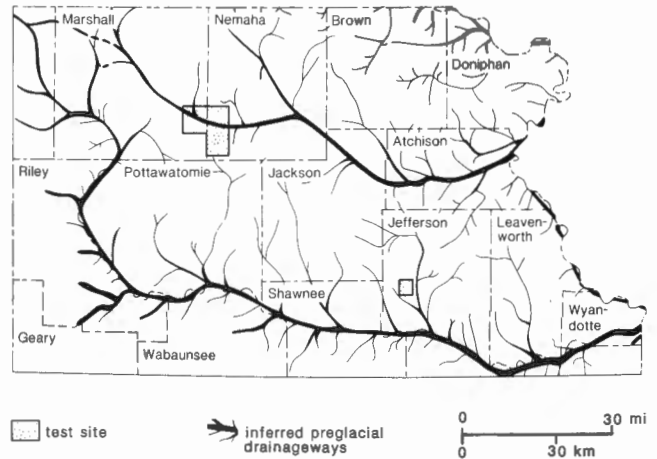 Marshall
Nemaha
Brown
Doniphan
Atchison
Riley
Pottawatomie
Jackson
Jefferson
Leaven-
worth
Shawnee
Wyan-
dotte
Geary
Wabaunsee
test site
inferred preglacial
drainageways
0 30 mi
0 30 km